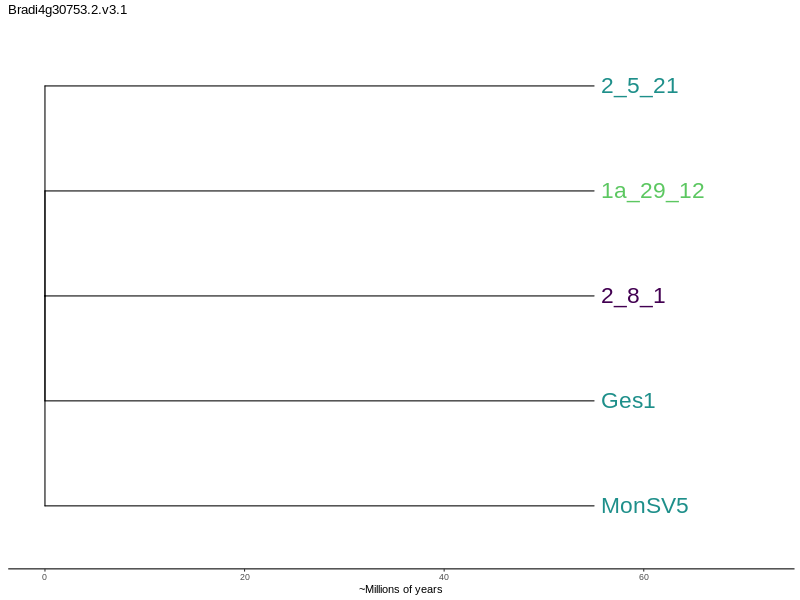 Bradi4g30753.2.v3.1
2_5_21
1a_29_12
2_8_1
Ges1
MonSV5
0 20 40 60
~Millions of years